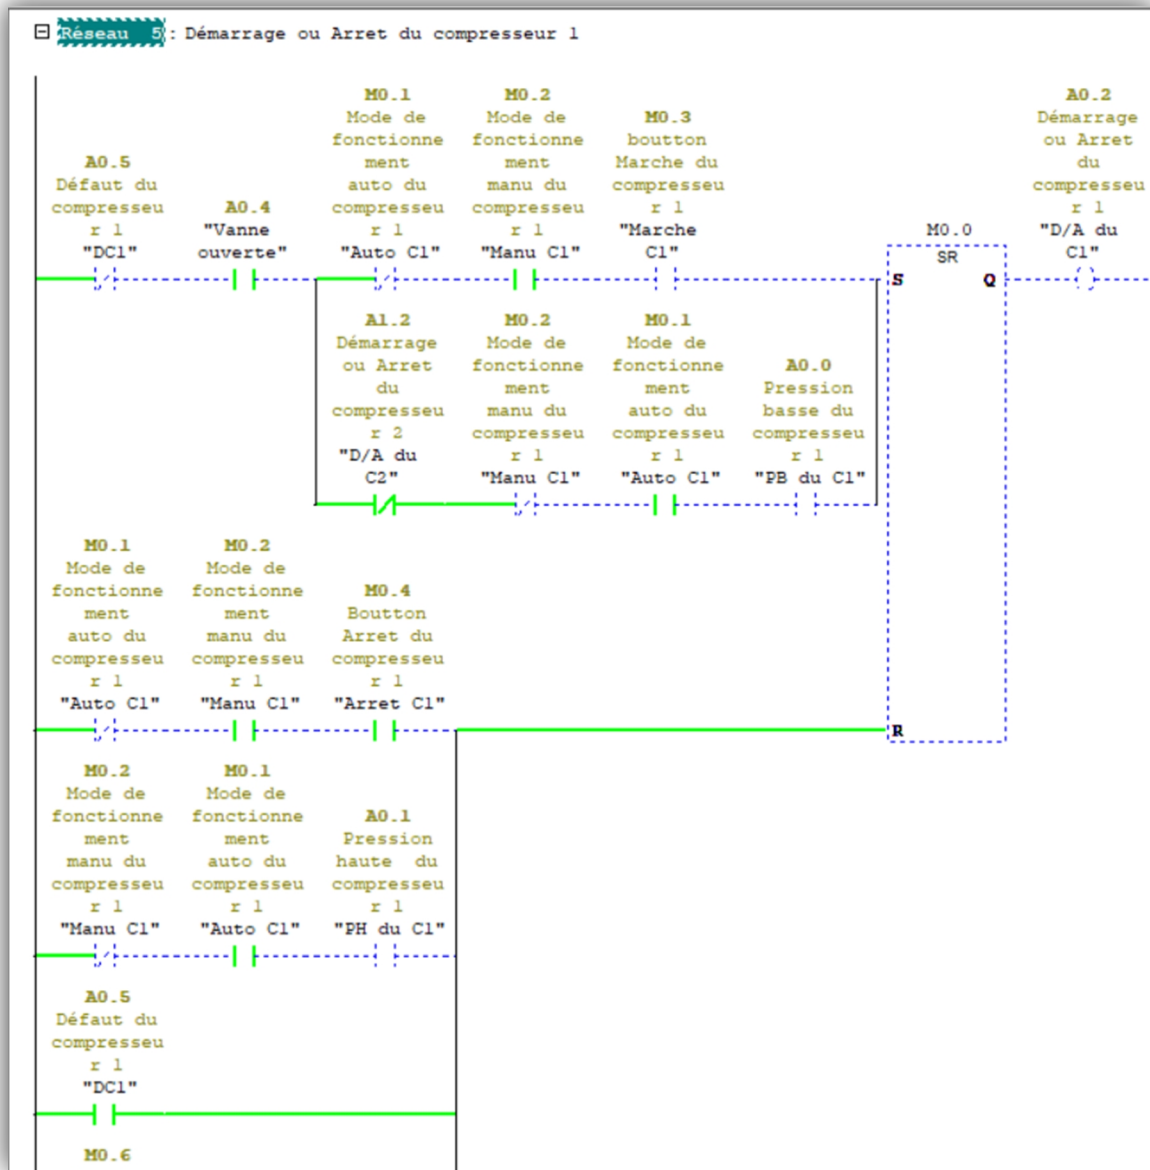 Réseau 5 : Démarrage ou Arret du compresseur 1
A0.5
Défaut du
compresseu
r 1
"DC1"
A0.4
"Vanne
ouverte"
M0.1
Mode de
fonctionne
ment
auto du
compresseu
r 1
"Auto C1"
M0.2
Mode de
fonctionne
ment
manu du
compresseu
r 1
"Manu C1"
M0.3
boutton
Marche du
compresseu
r 1
"Marche
C1"
M0.0
SR
S
Q
A0.2
Démarrage
ou Arret
du
compresseu
r 1
"D/A du
C1"
A1.2
Démarrage
ou Arret
du
compresseu
r 2
"D/A du
C2"
M0.2
Mode de
fonctionne
ment
manu du
compresseu
r 1
"Manu C1"
M0.1
Mode de
fonctionne
ment
auto du
compresseu
r 1
"Auto C1"
A0.0
Pression
basse du
compresseu
r 1
"PB du C1"
M0.1
Mode de
fonctionne
ment
auto du
compresseu
r 1
"Auto C1"
M0.2
Mode de
fonctionne
ment
manu du
compresseu
r 1
"Manu C1"
M0.4
Boutton
Arret du
compresseu
r 1
"Arret C1"
R
M0.2
Mode de
fonctionne
ment
manu du
compresseu
r 1
"Manu C1"
M0.1
Mode de
fonctionne
ment
auto du
compresseu
r 1
"Auto C1"
A0.1
Pression
haute du
compresseu
r 1
"PH du C1"
A0.5
Défaut du
compresseu
r 1
"DC1"
M0.6